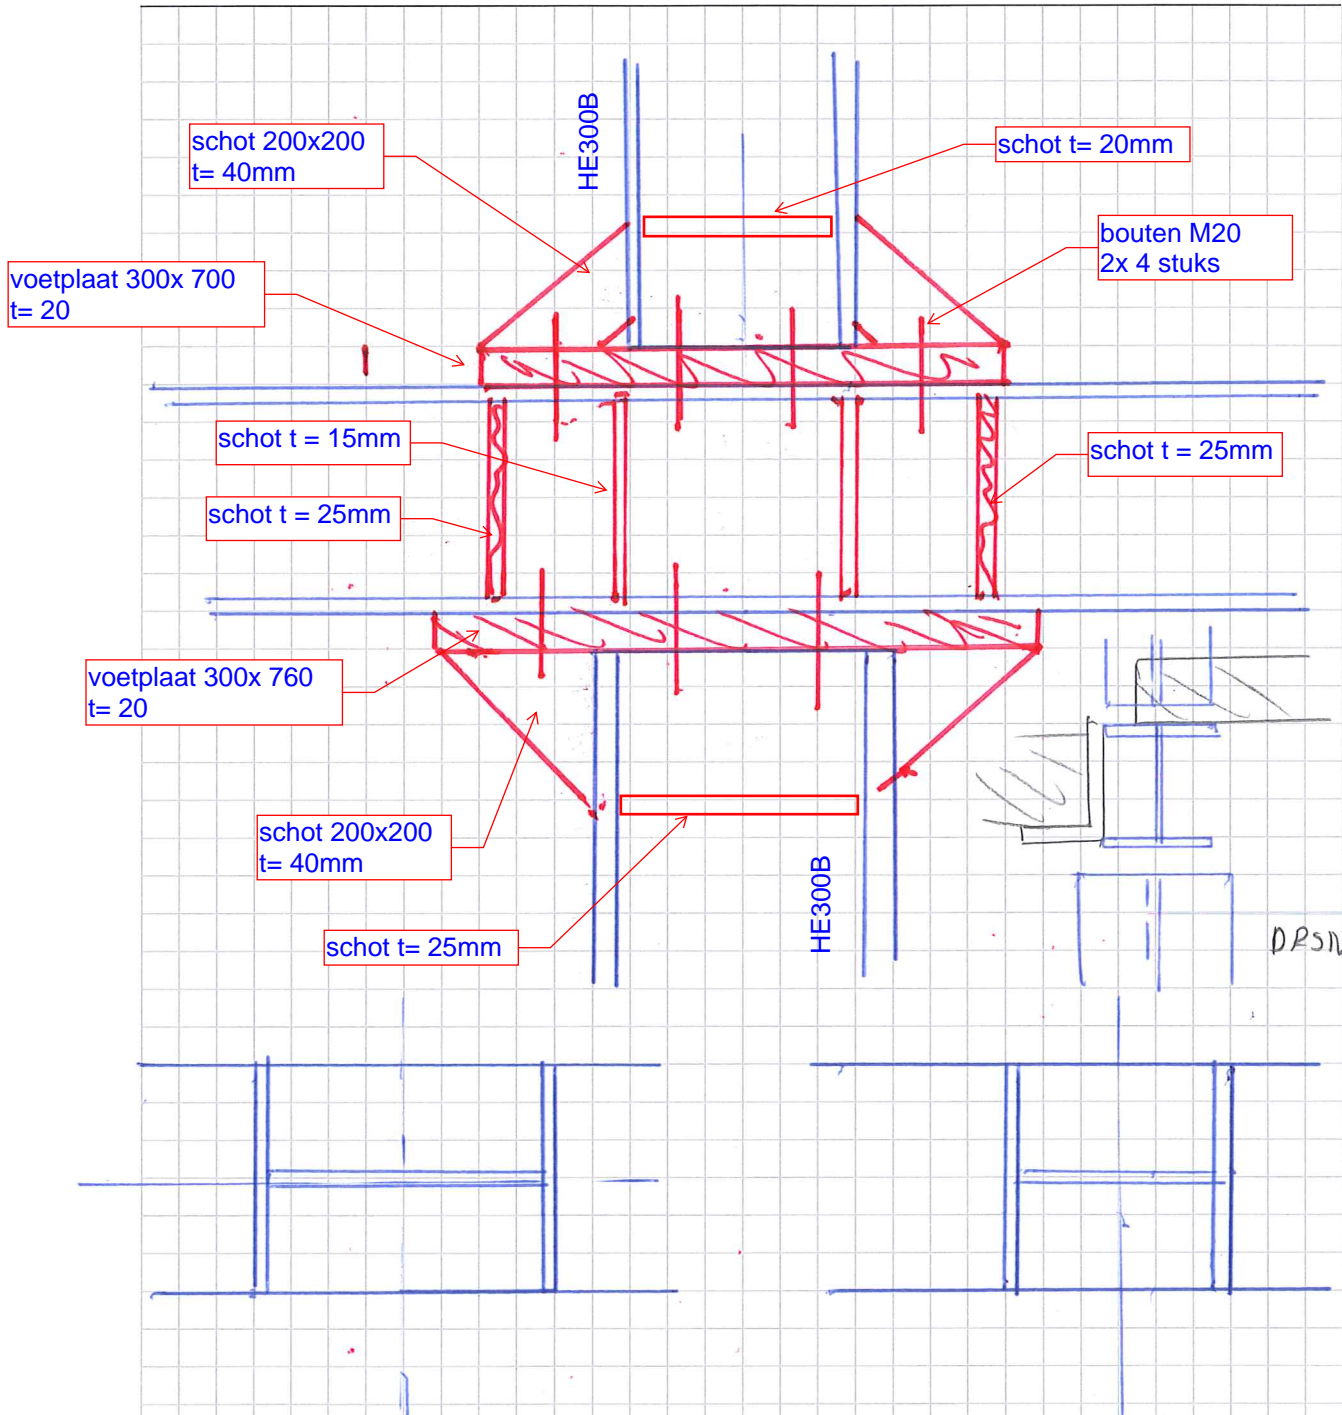 HE300B
schot 200x200
t= 40mm
schot t= 20mm
bouten M20
2x 4 stuks
voetplaat 300x 700
t= 20
schot t = 15mm
schot t = 25mm
schot t = 25mm
voetplaat 300x 760
t= 20
schot 200x200
t= 40mm
HE300B
schot t= 25mm